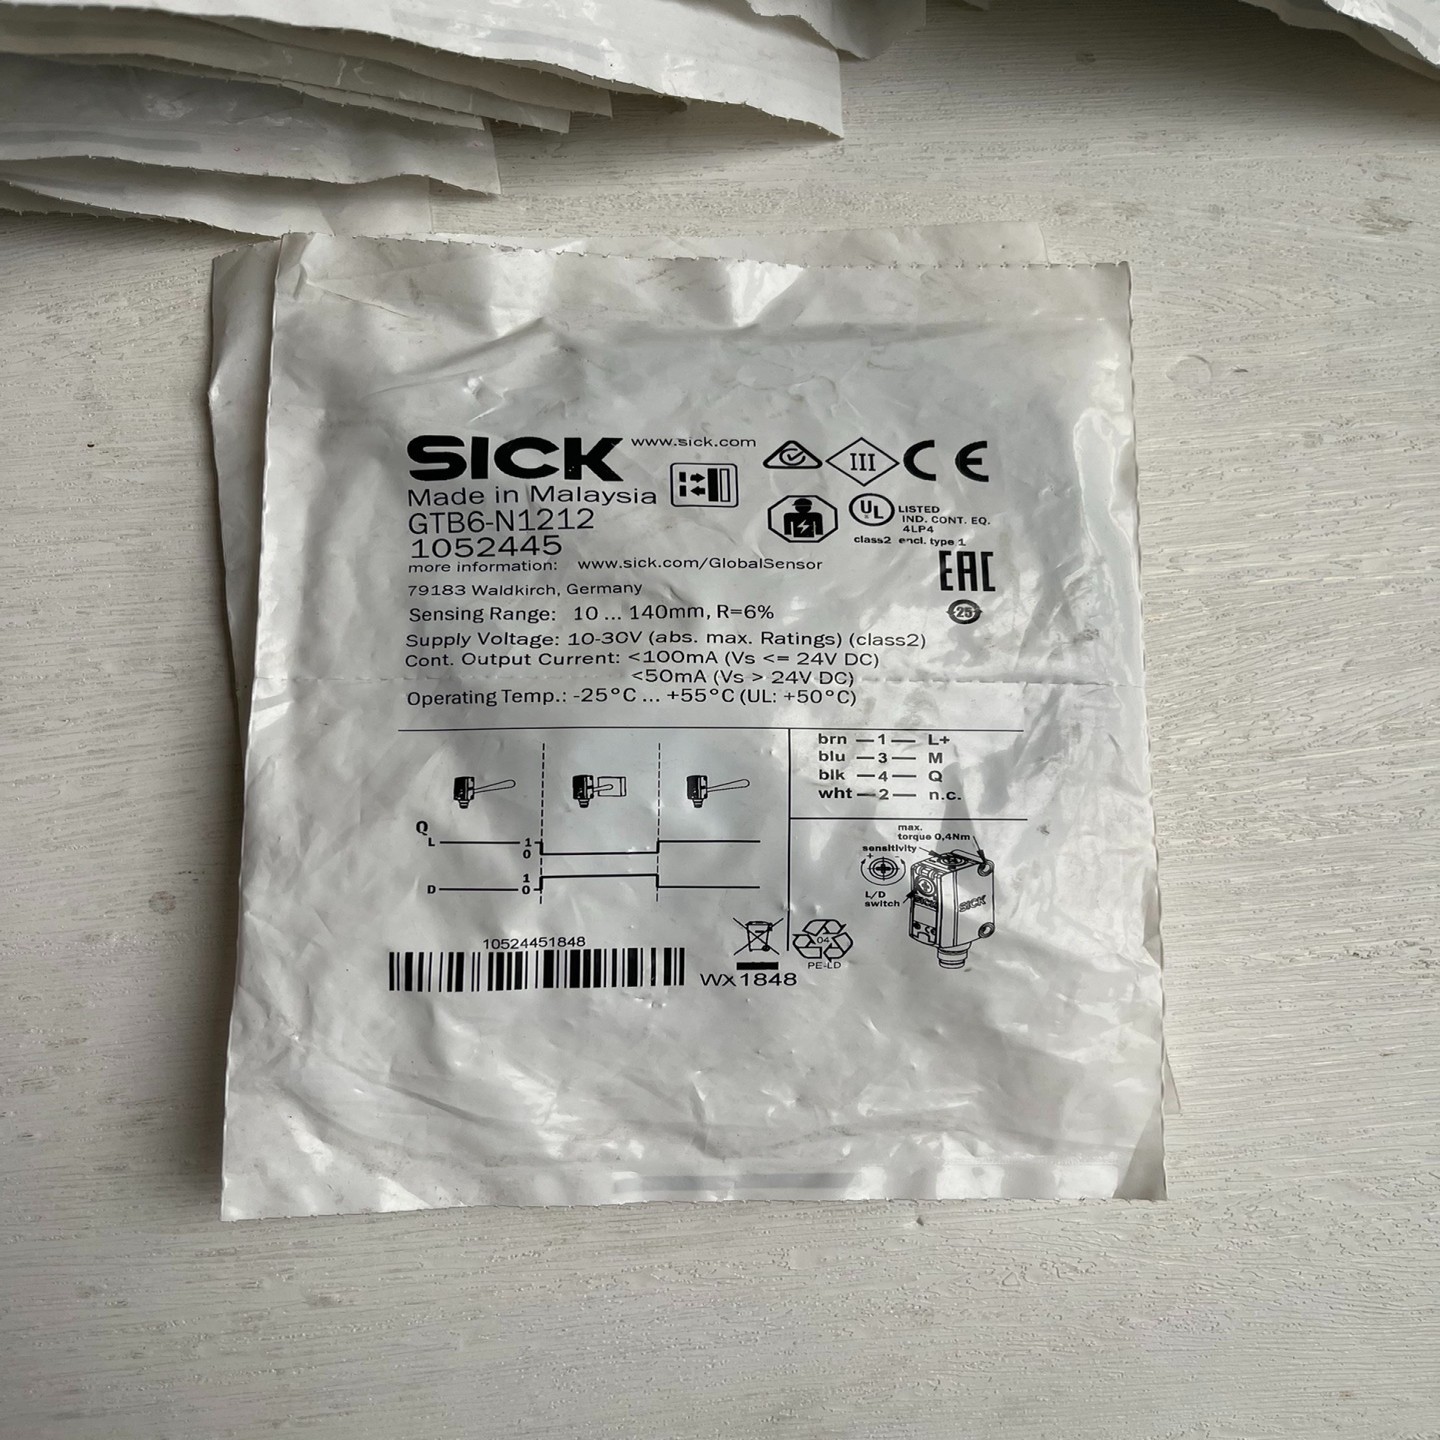 SICK www.sick.com
Made in Malaysia
GTB6-N1212
1052445
III CE
UL LISTED
IND. CONT. EQ.
4LP4
class2 encl. type 1
EAC
25
more information: www.sick.com/GlobalSensor
79183 Waldkirch, Germany
Sensing Range: 10 ... 140mm, R=6%
Supply Voltage: 10-30V (abs. max. Ratings) (class2)
Cont. Output Current: <100mA (Vs <= 24V DC)
<50mA (Vs > 24V DC)
Operating Temp.: -25°C ... +55°C (UL: +50°C)
brn — 1 — L+
blu — 3 — M
blk — 4 — Q
wht — 2 — n.c.
Q
L 1
0
D 1
0
max.
torque 0,4Nm
sensitivity
+ -
L/D
switch
SICK
10524451848
WX1848
04
PE-LD